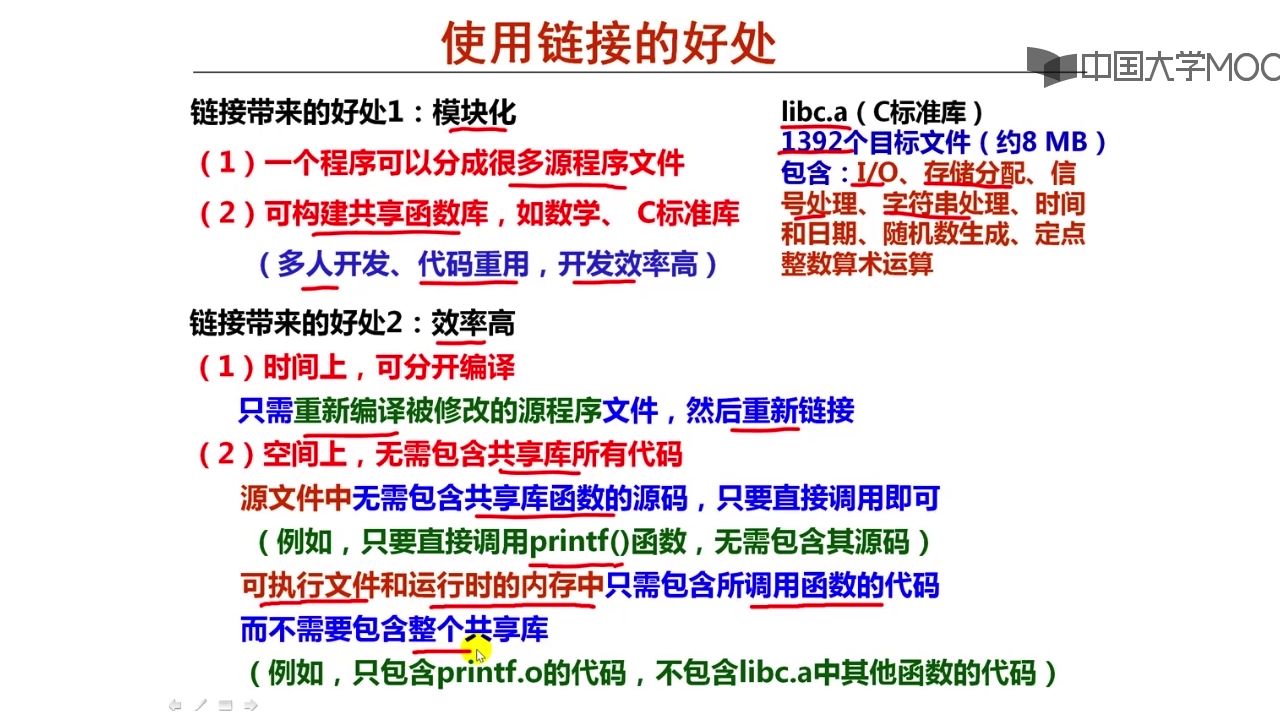 使用链接的好处
中国大学MOO
链接带来的好处1：模块化
（1）一个程序可以分成很多源程序文件
（2）可构建共享函数库，如数学、 C标准库
（多人开发、代码重用，开发效率高）
libc.a（C标准库）
1392个目标文件（约8 MB）
包含：I/O、存储分配、信
号处理、字符串处理、时间
和日期、随机数生成、定点
整数算术运算
链接带来的好处2：效率高
（1）时间上，可分开编译
只需重新编译被修改的源程序文件，然后重新链接
（2）空间上，无需包含共享库所有代码
源文件中无需包含共享库函数的源码，只要直接调用即可
（例如，只要直接调用printf()函数，无需包含其源码）
可执行文件和运行时的内存中只需包含所调用函数的代码
而不需要包含整个共享库
（例如，只包含printf.o的代码，不包含libc.a中其他函数的代码）